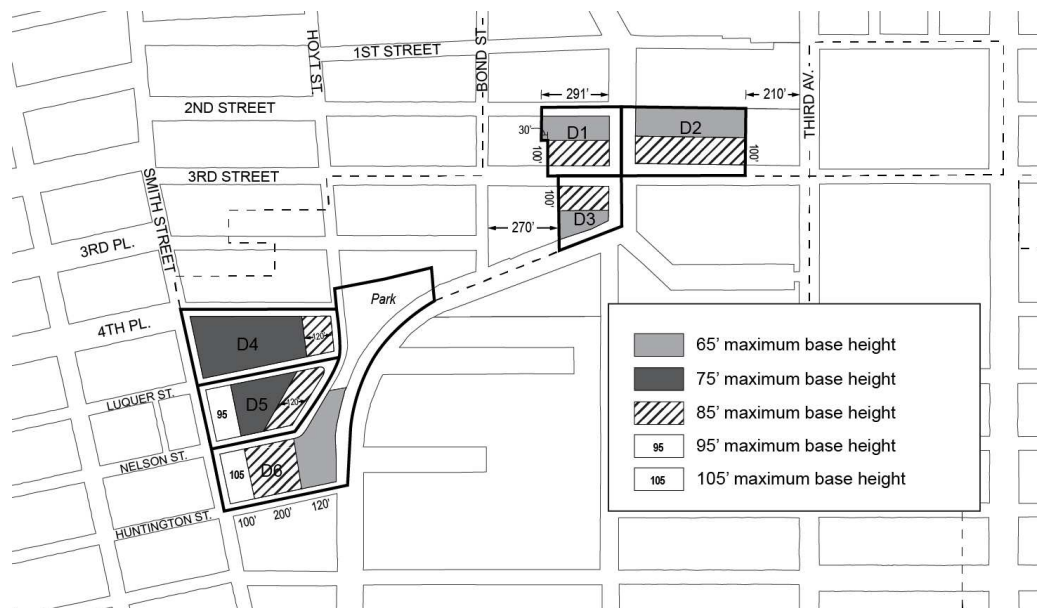 HOYT ST.
BOND ST.
1ST STREET
THIRD AV.
2ND STREET
291'
210'
D1
D2
30'
100'
100'
3RD STREET
SMITH STREET
100'
D3
3RD PL.
270'
Park
4TH PL.
D4
120'
65' maximum base height
75' maximum base height
85' maximum base height
95 95' maximum base height
105 105' maximum base height
LUQUER ST.
95
D5
120'
NELSON ST.
105
D6
HUNTINGTON ST.
100' 200' 120'